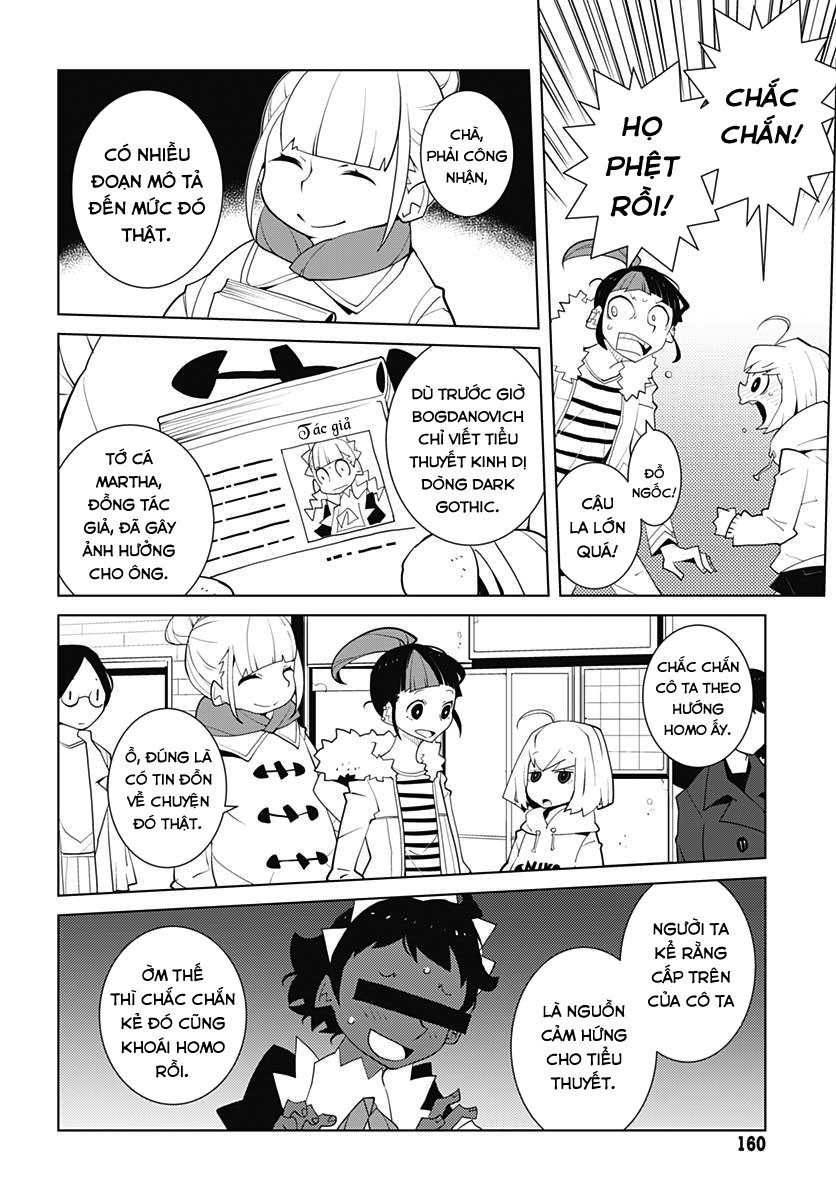 CHẮC
CHẮN!
HỌ
PHỆT
RỒI!
ĐỒ
NGỐC!
CẬU
LA LỚN
QUÁ!
CHÀ,
PHẢI CÔNG
NHẬN,
CÓ NHIỀU
ĐOẠN MÔ TẢ
ĐẾN MỨC ĐÓ
THẬT.
DÙ TRƯỚC GIỜ
BOGDANOVICH
CHỈ VIẾT TIỂU
THUYẾT KINH DỊ
DÒNG DARK
GOTHIC.
Tác giả
TỚ CÁ
MARTHA,
ĐỒNG TÁC
GIẢ, ĐÃ GÂY
ẢNH HƯỞNG
CHO ÔNG.
CHẮC CHẮN
CÔ TA THEO
HƯỚNG
HOMO ẤY.
Ồ, ĐÚNG LÀ
CÓ TIN ĐỒN
VỀ CHUYỆN
ĐÓ THẬT.
NGƯỜI TA
KỂ RẰNG
CẤP TRÊN
CỦA CÔ TA
LÀ NGUỒN
CẢM HỨNG
CHO TIỂU
THUYẾT.
ỜM THẾ
THÌ CHẮC CHẮN
KẺ ĐÓ CŨNG
KHOÁI HOMO
RỒI.
160